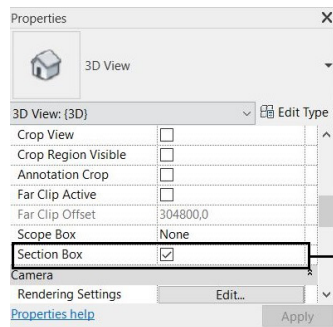 Properties X
3D View
3D View: {3D} Edit Type
Crop View
Crop Region Visible
Annotation Crop
Far Clip Active
Far Clip Offset 304800,0
Scope Box None
Section Box
Camera
Rendering Settings Edit...
Properties help Apply